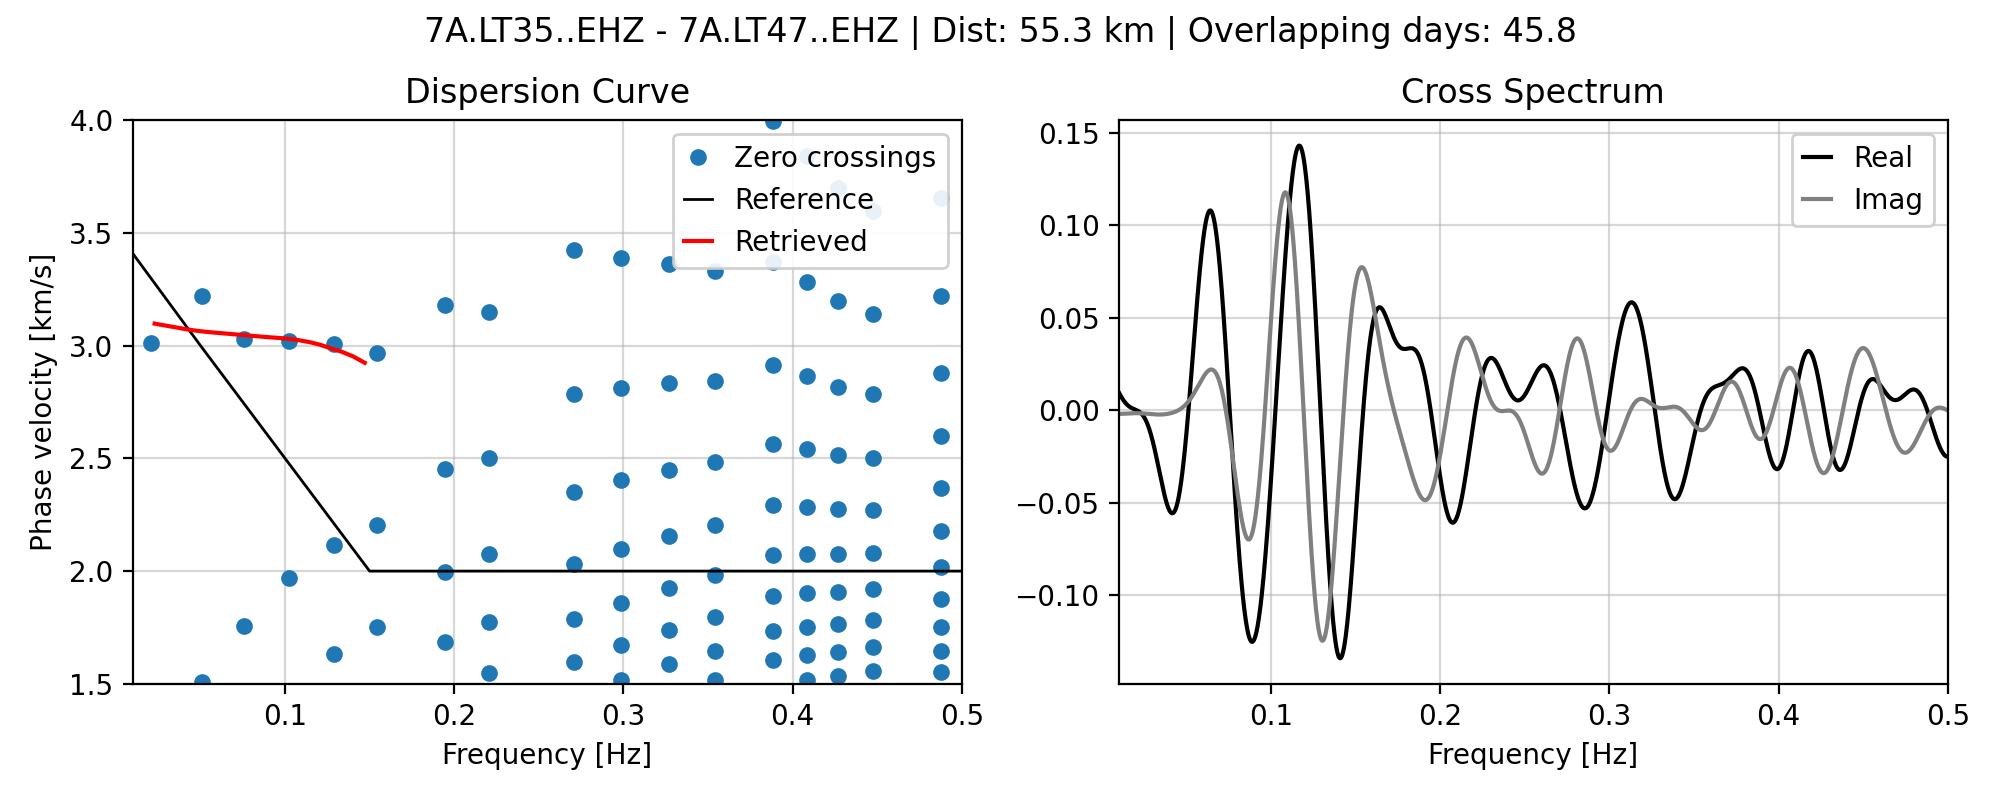 7A.LT35..EHZ - 7A.LT47..EHZ | Dist: 55.3 km | Overlapping days: 45.8
Dispersion Curve
4.0
3.5
3.0
2.5
2.0
1.5
Phase velocity [km/s]
Zero crossings
Reference
Retrieved
0.1
0.2
0.3
0.4
0.5
Frequency [Hz]
Cross Spectrum
0.15
0.10
0.05
0.00
−0.05
−0.10
Real
Imag
0.1
0.2
0.3
0.4
0.5
Frequency [Hz]